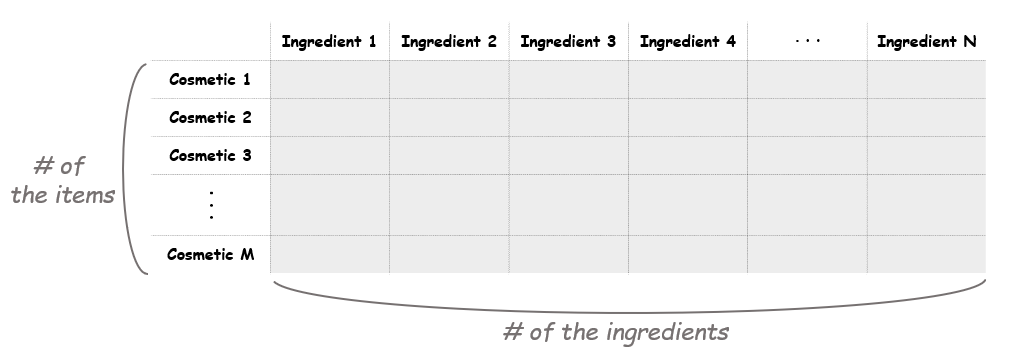 Ingredient 1 Ingredient 2 Ingredient 3 Ingredient 4 ... Ingredient N
Cosmetic 1
Cosmetic 2
Cosmetic 3
⋮
Cosmetic M
# of
the items
# of the ingredients